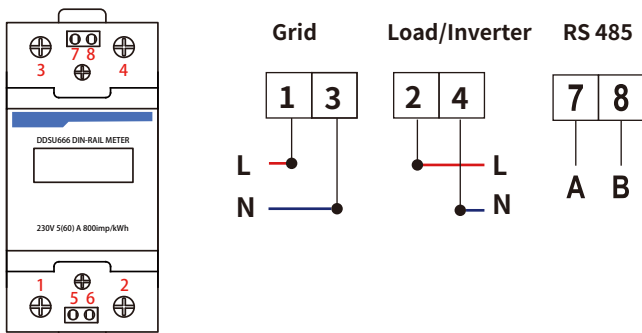 Grid
Load/Inverter
RS 485
7 8
3 4
1 3
2 4
7 8
DDSU666 DIN-RAIL METER
L
L
A B
N
N
230V 5(60) A 800imp/kWh
1 2
5 6